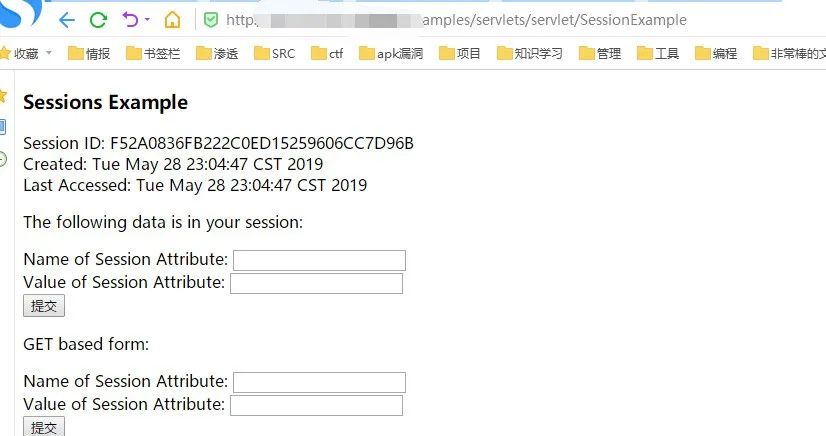 http:
amples/servlets/servlet/SessionExample
收藏 情报 书签栏 渗透 SRC ctf apk漏洞 项目 知识学习 管理 工具 编程 非常棒的文
Sessions Example
Session ID: F52A0836FB222C0ED15259606CC7D96B
Created: Tue May 28 23:04:47 CST 2019
Last Accessed: Tue May 28 23:04:47 CST 2019
The following data is in your session:
Name of Session Attribute:
Value of Session Attribute:
提交
GET based form:
Name of Session Attribute:
Value of Session Attribute:
提交